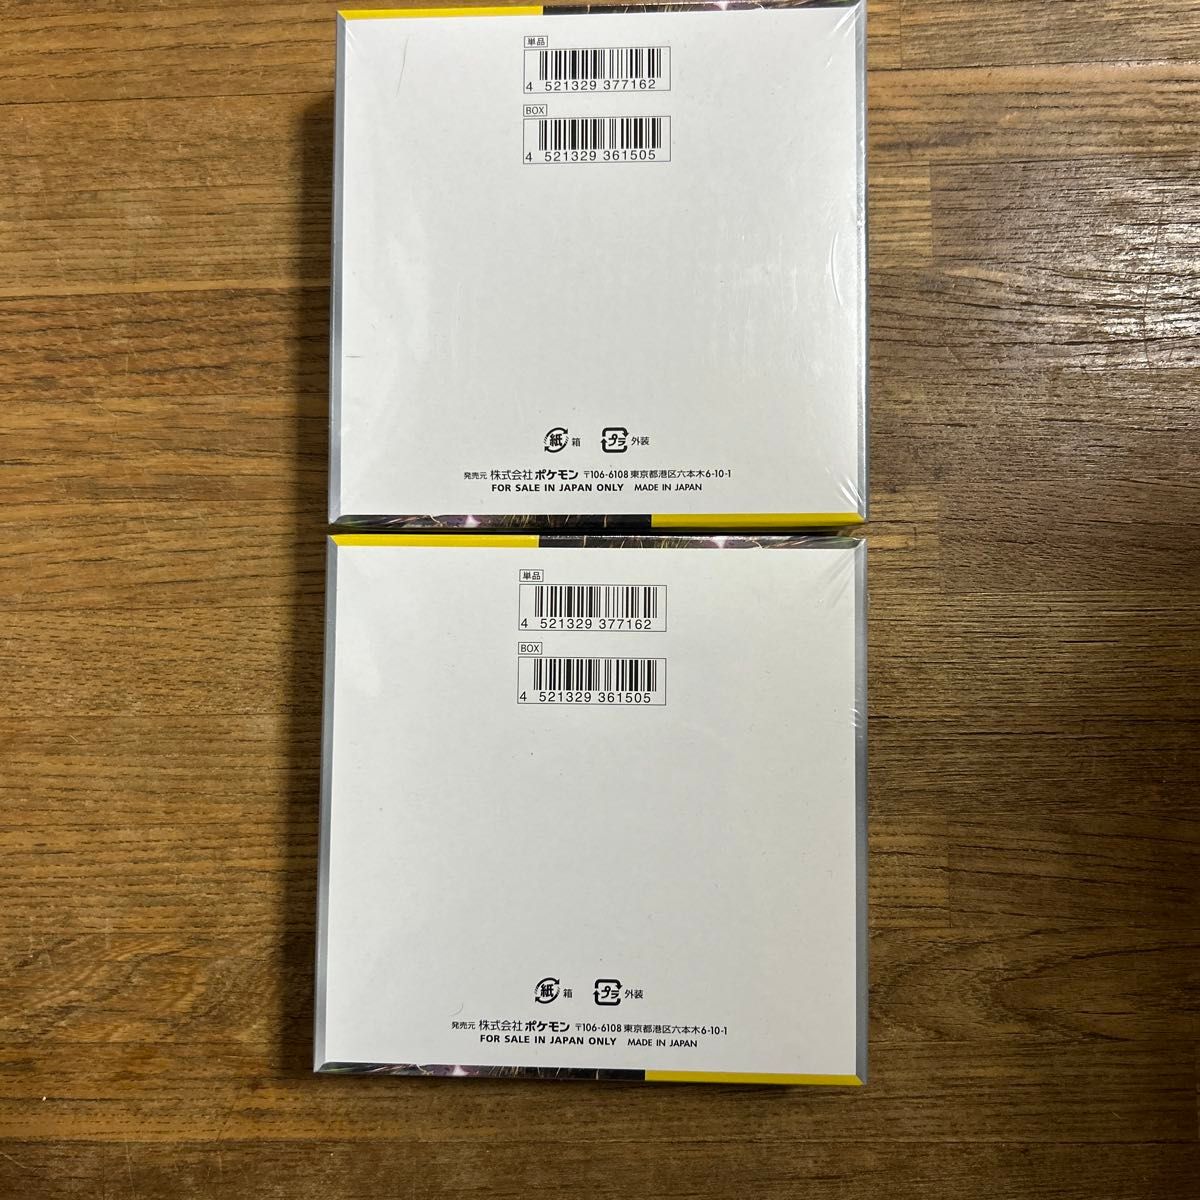 単品
4 521329 377162
BOX
4 521329 361505
紙 箱 プラ 外装
発売元 株式会社ポケモン 〒106-6108 東京都港区六本木6-10-1
FOR SALE IN JAPAN ONLY MADE IN JAPAN
単品
4 521329 377162
BOX
4 521329 361505
紙 箱 プラ 外装
発売元 株式会社ポケモン 〒106-6108 東京都港区六本木6-10-1
FOR SALE IN JAPAN ONLY MADE IN JAPAN